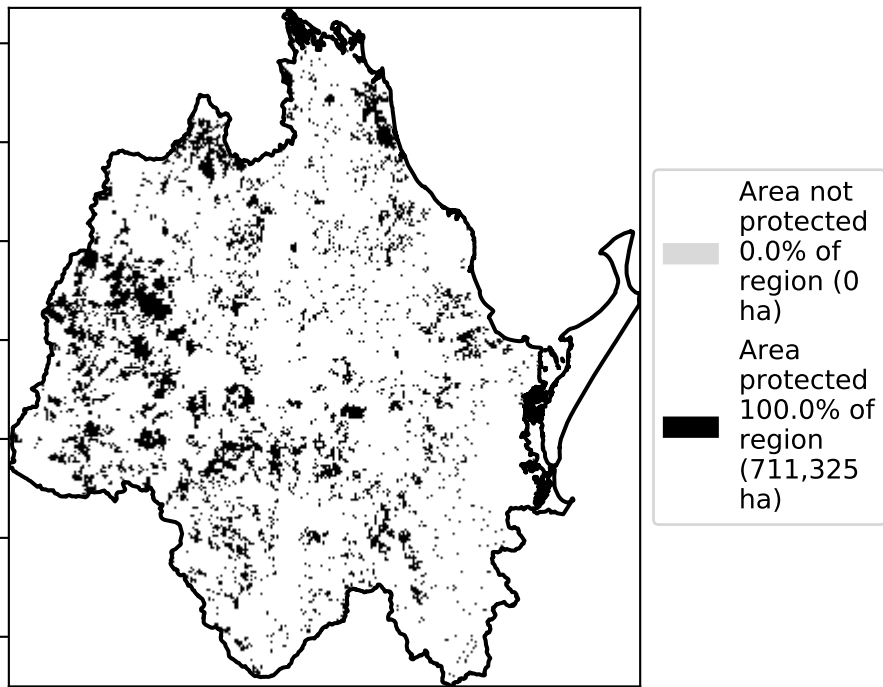 Area not
protected
0.0% of
region (0
ha)
Area
protected
100.0% of
region
(711,325
ha)